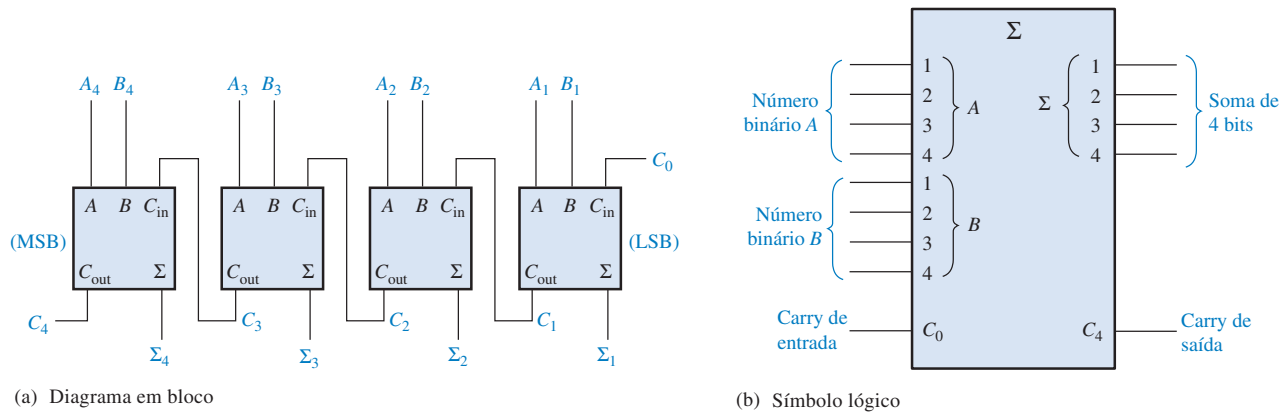 A4 B4 A3 B3 A2 B2 A1 B1
C0
A B Cin A B Cin A B Cin A B Cin
(MSB) (LSB)
Cout Σ Cout Σ Cout Σ Cout Σ
C4 C3 C2 C1
Σ4 Σ3 Σ2 Σ1
(a) Diagrama em bloco
Σ
Número
binário A
1
2
3
4
A
Σ
1
2
3
4
Soma de
4 bits
Número
binário B
1
2
3
4
B
Carry de
entrada
C0
C4
Carry de
saída
(b) Símbolo lógico